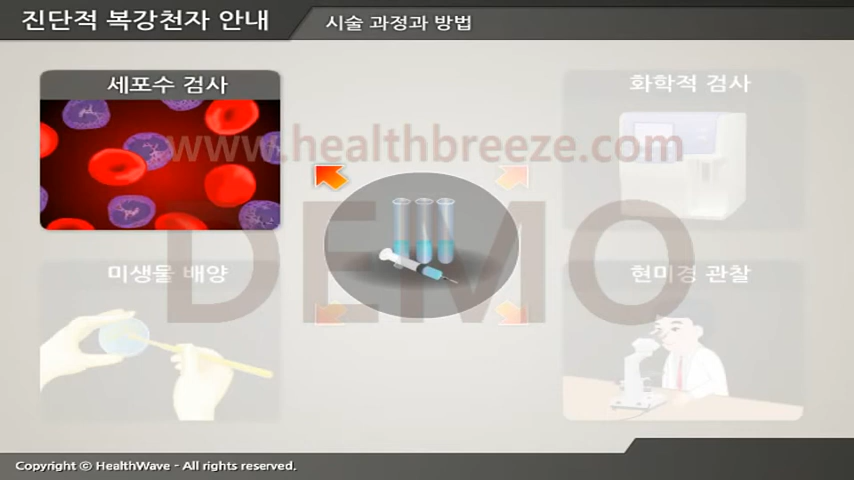 진단적 복강천자 안내
시술 과정과 방법
세포수 검사
화학적 검사
www.healthbreeze.com
DEMO
미생물 배양
현미경 관찰
Copyright ⓒ HealthWave - All rights reserved.